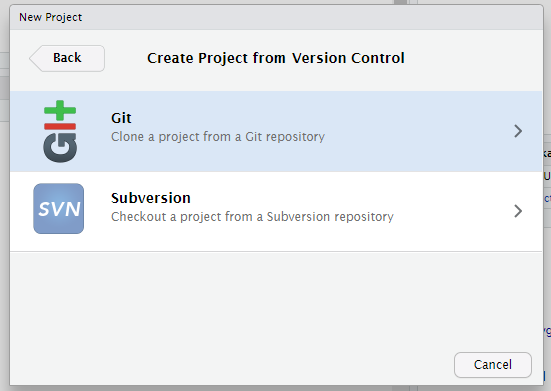 New Project
Back
Create Project from Version Control
Git
Clone a project from a Git repository
SVN
Subversion
Checkout a project from a Subversion repository
Cancel